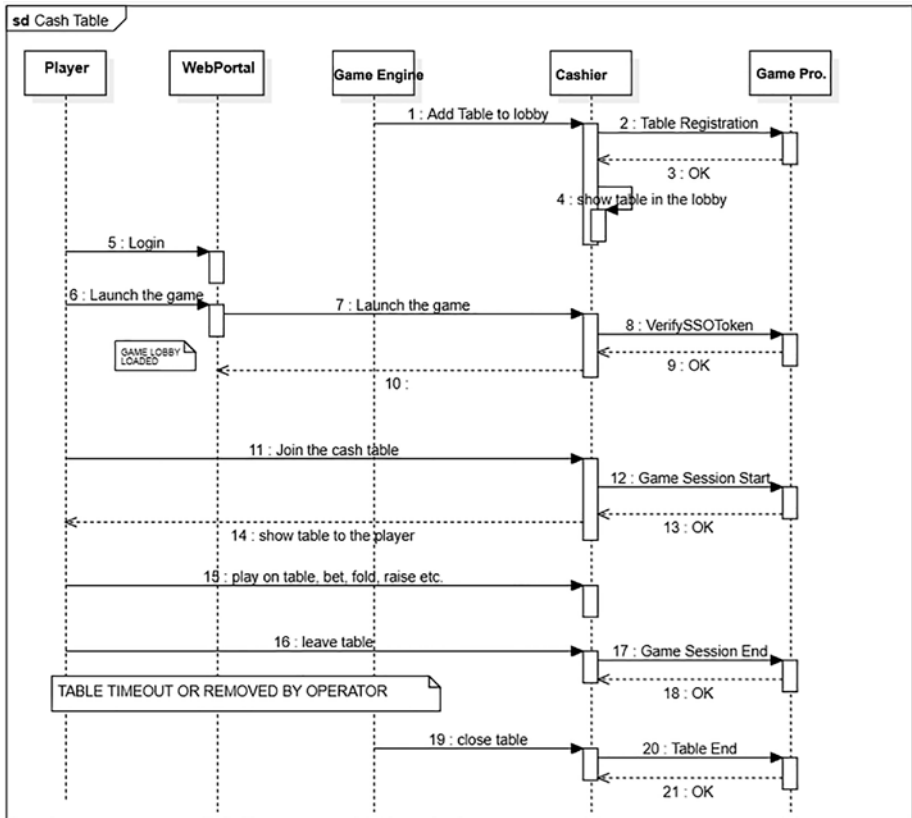 sd Cash Table
Player
WebPortal
Game Engine
Cashier
Game Pro.
1 : Add Table to lobby
2 : Table Registration
3 : OK
4 : show table in the lobby
5 : Login
6 : Launch the game
7 : Launch the game
8 : VerifySSOToken
GAME LOBBY
LOADED
9 : OK
10 :
11 : Join the cash table
12 : Game Session Start
13 : OK
14 : show table to the player
15 : play on table, bet, fold, raise etc.
16 : leave table
17 : Game Session End
18 : OK
TABLE TIMEOUT OR REMOVED BY OPERATOR
19 : close table
20 : Table End
21 : OK